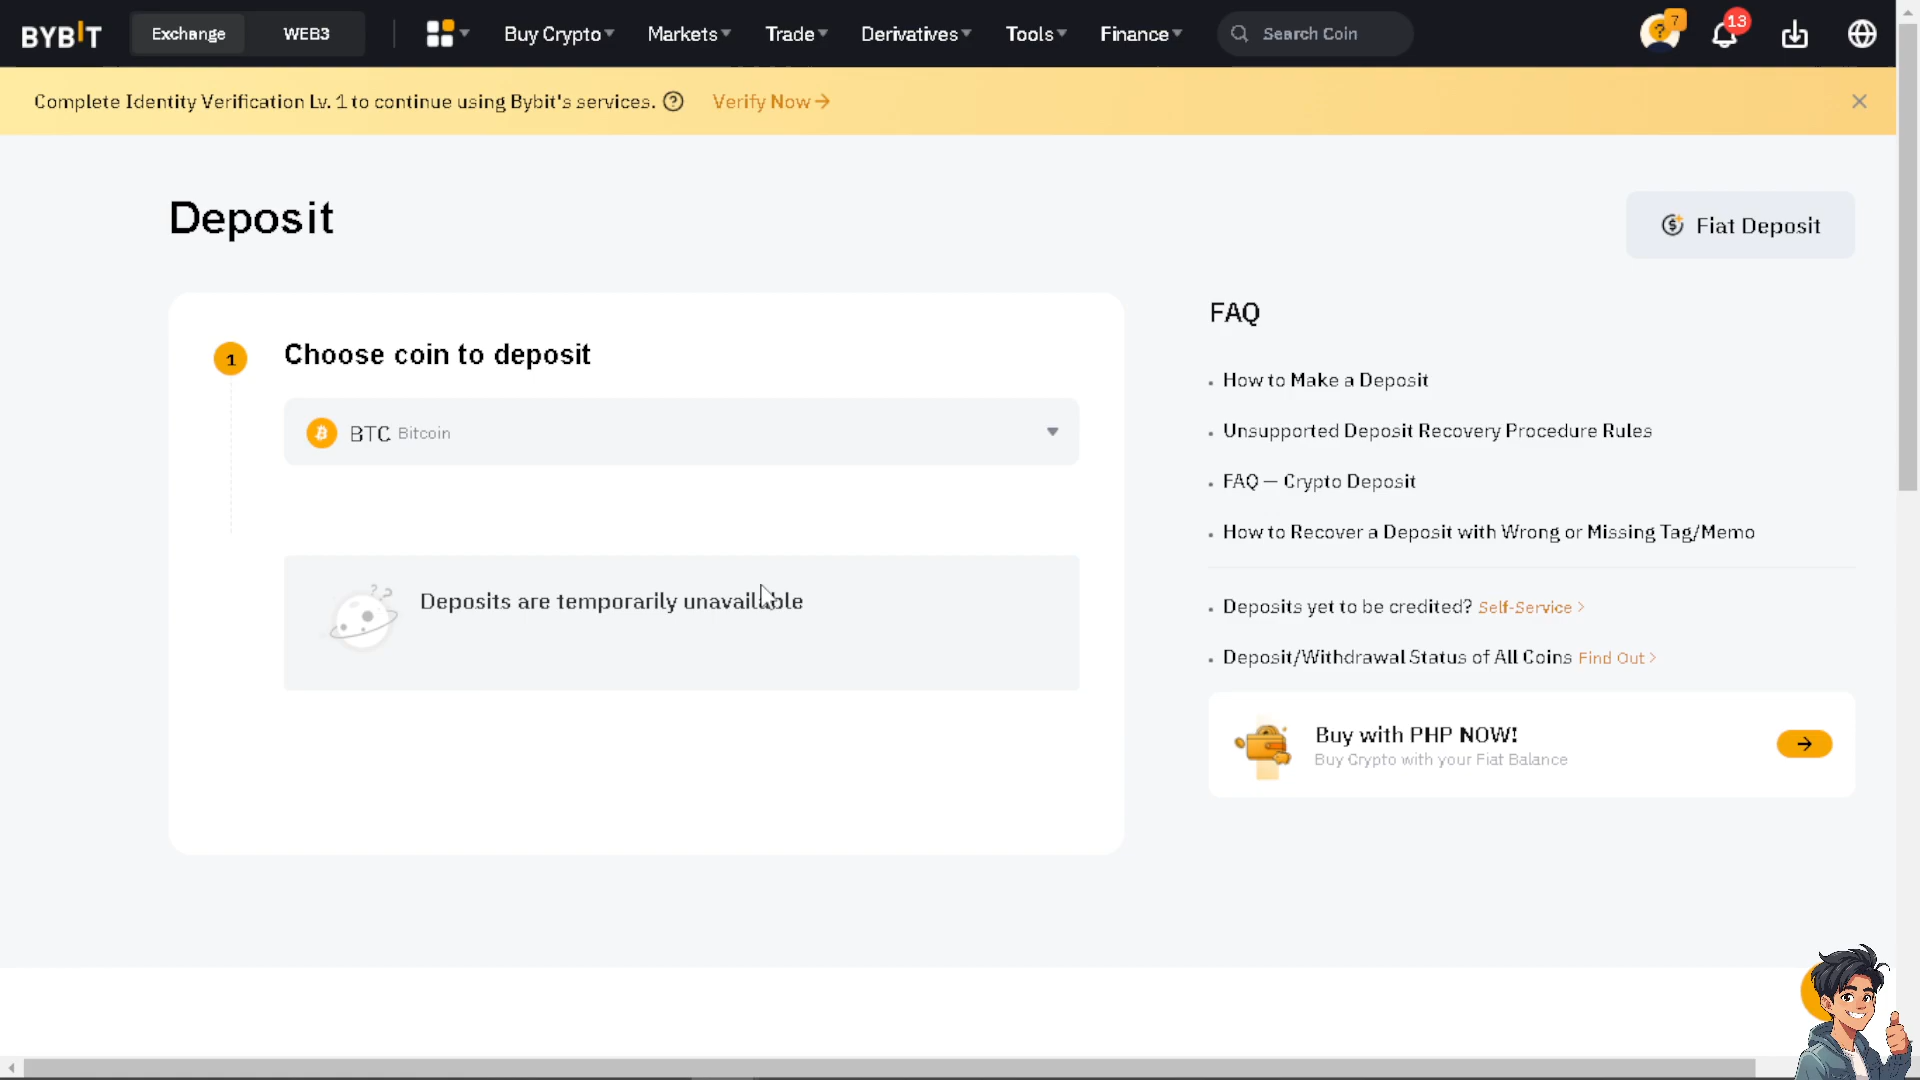 BYBIT
Exchange
WEB3
Buy Crypto
Markets
Trade
Derivatives
Tools
Finance
Search Coin
7
13
Complete Identity Verification Lv. 1 to continue using Bybit's services. ? Verify Now →
Deposit
Fiat Deposit
1
Choose coin to deposit
BTC Bitcoin
Deposits are temporarily unavailable
FAQ
How to Make a Deposit
Unsupported Deposit Recovery Procedure Rules
FAQ — Crypto Deposit
How to Recover a Deposit with Wrong or Missing Tag/Memo
Deposits yet to be credited? Self-Service >
Deposit/Withdrawal Status of All Coins Find Out >
Buy with PHP NOW!
Buy Crypto with your Fiat Balance